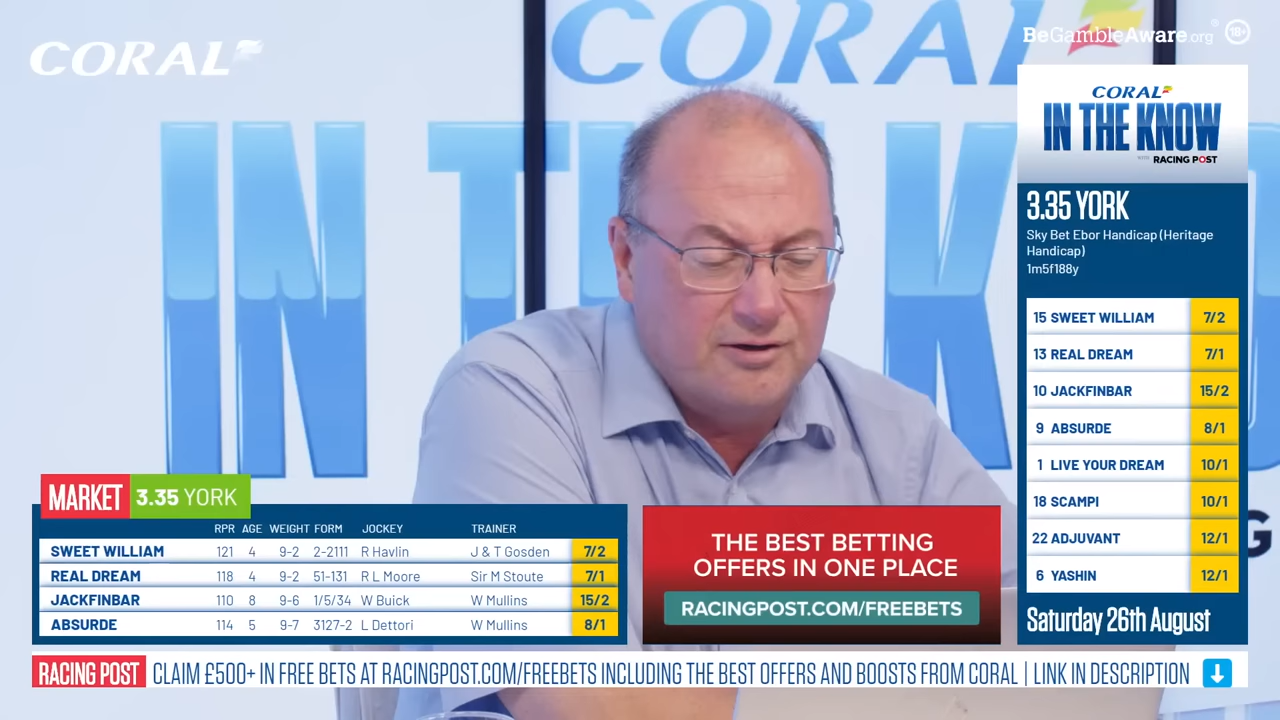 CORAL
CORAL
IN THE KNOW
BeGambleAware.org® 18+
CORAL
IN THE KNOW
WITH RACING POST
3.35 YORK
Sky Bet Ebor Handicap (Heritage
Handicap)
1m5f188y
15 SWEET WILLIAM 7/2
13 REAL DREAM 7/1
10 JACKFINBAR 15/2
9 ABSURDE 8/1
1 LIVE YOUR DREAM 10/1
18 SCAMPI 10/1
22 ADJUVANT 12/1
6 YASHIN 12/1
Saturday 26th August
MARKET 3.35 YORK
RPR AGE WEIGHT FORM JOCKEY TRAINER
SWEET WILLIAM 121 4 9-2 2-2111 R Havlin J & T Gosden 7/2
REAL DREAM 118 4 9-2 51-131 R L Moore Sir M Stoute 7/1
JACKFINBAR 110 8 9-6 1/5/34 W Buick W Mullins 15/2
ABSURDE 114 5 9-7 3127-2 L Dettori W Mullins 8/1
THE BEST BETTING
OFFERS IN ONE PLACE
RACINGPOST.COM/FREEBETS
RACING POST CLAIM £500+ IN FREE BETS AT RACINGPOST.COM/FREEBETS INCLUDING THE BEST OFFERS AND BOOSTS FROM CORAL | LINK IN DESCRIPTION